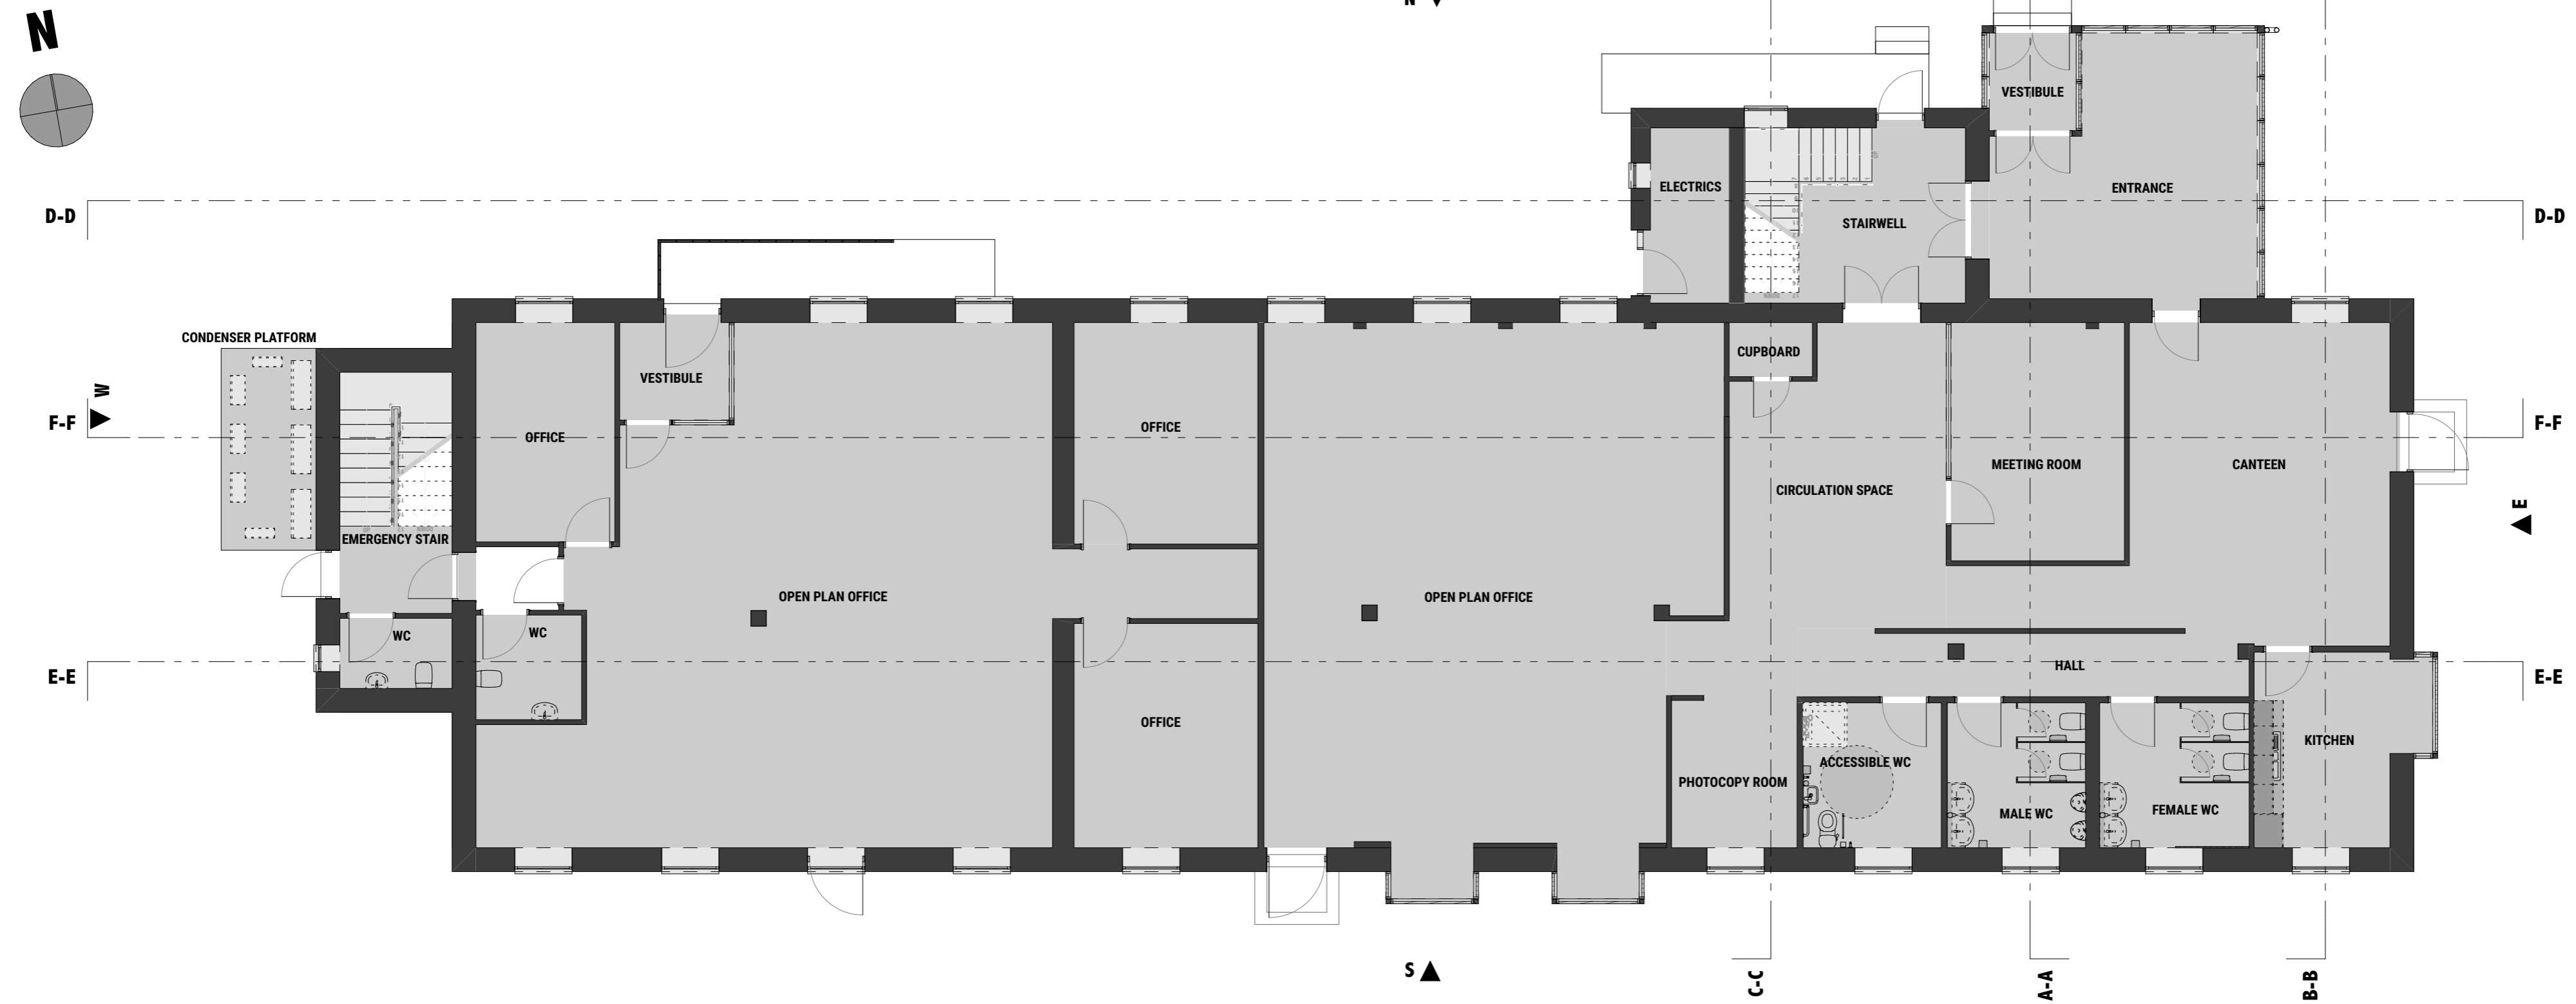 N
N
VESTIBULE
ELECTRICS
ENTRANCE
D-D
D-D
STAIRWELL
CONDENSER PLATFORM
CUPBOARD
VESTIBULE
W
F-F
F-F
OFFICE
OFFICE
MEETING ROOM
CANTEEN
CIRCULATION SPACE
E
EMERGENCY STAIR
OPEN PLAN OFFICE
OPEN PLAN OFFICE
WC
WC
HALL
E-E
E-E
OFFICE
KITCHEN
ACCESSIBLE WC
PHOTOCOPY ROOM
MALE WC
FEMALE WC
S
C-C
A-A
B-B